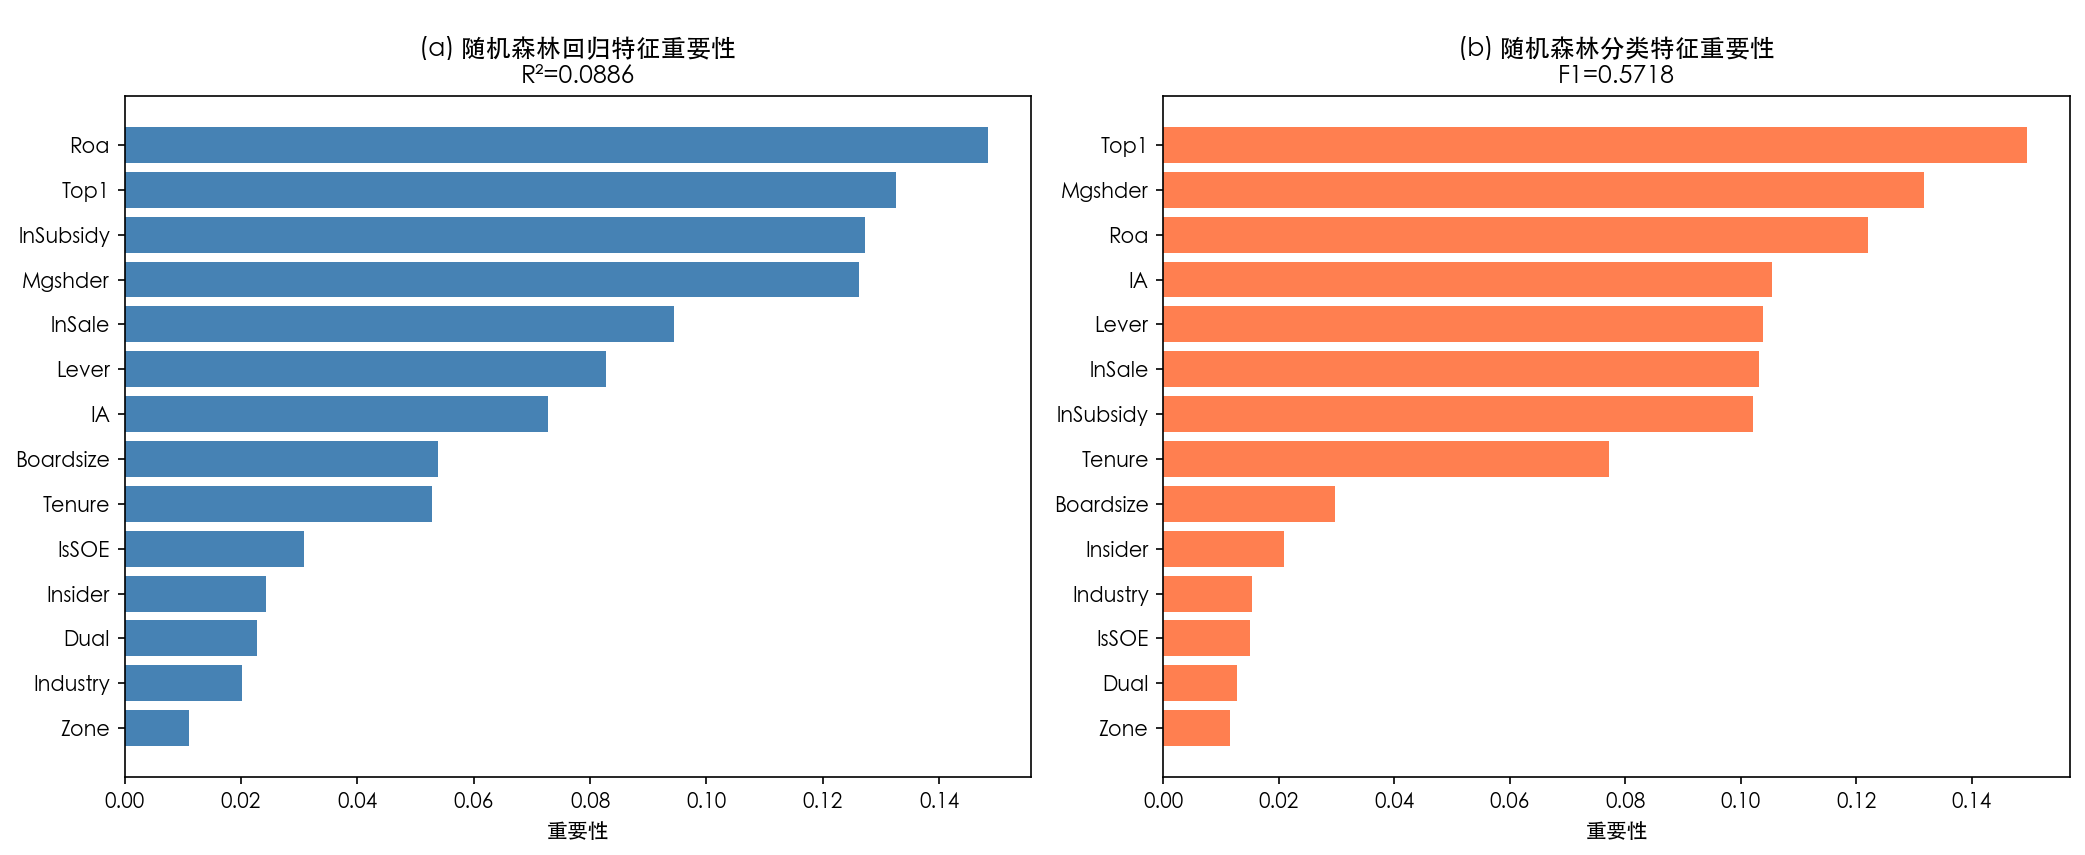 (a) 随机森林回归特征重要性
R²=0.0886
Roa
Top1
lnSubsidy
Mgshder
lnSale
Lever
IA
Boardsize
Tenure
IsSOE
Insider
Dual
Industry
Zone
0.00 0.02 0.04 0.06 0.08 0.10 0.12 0.14
重要性
(b) 随机森林分类特征重要性
F1=0.5718
Top1
Mgshder
Roa
IA
Lever
lnSale
lnSubsidy
Tenure
Boardsize
Insider
Industry
IsSOE
Dual
Zone
0.00 0.02 0.04 0.06 0.08 0.10 0.12 0.14
重要性